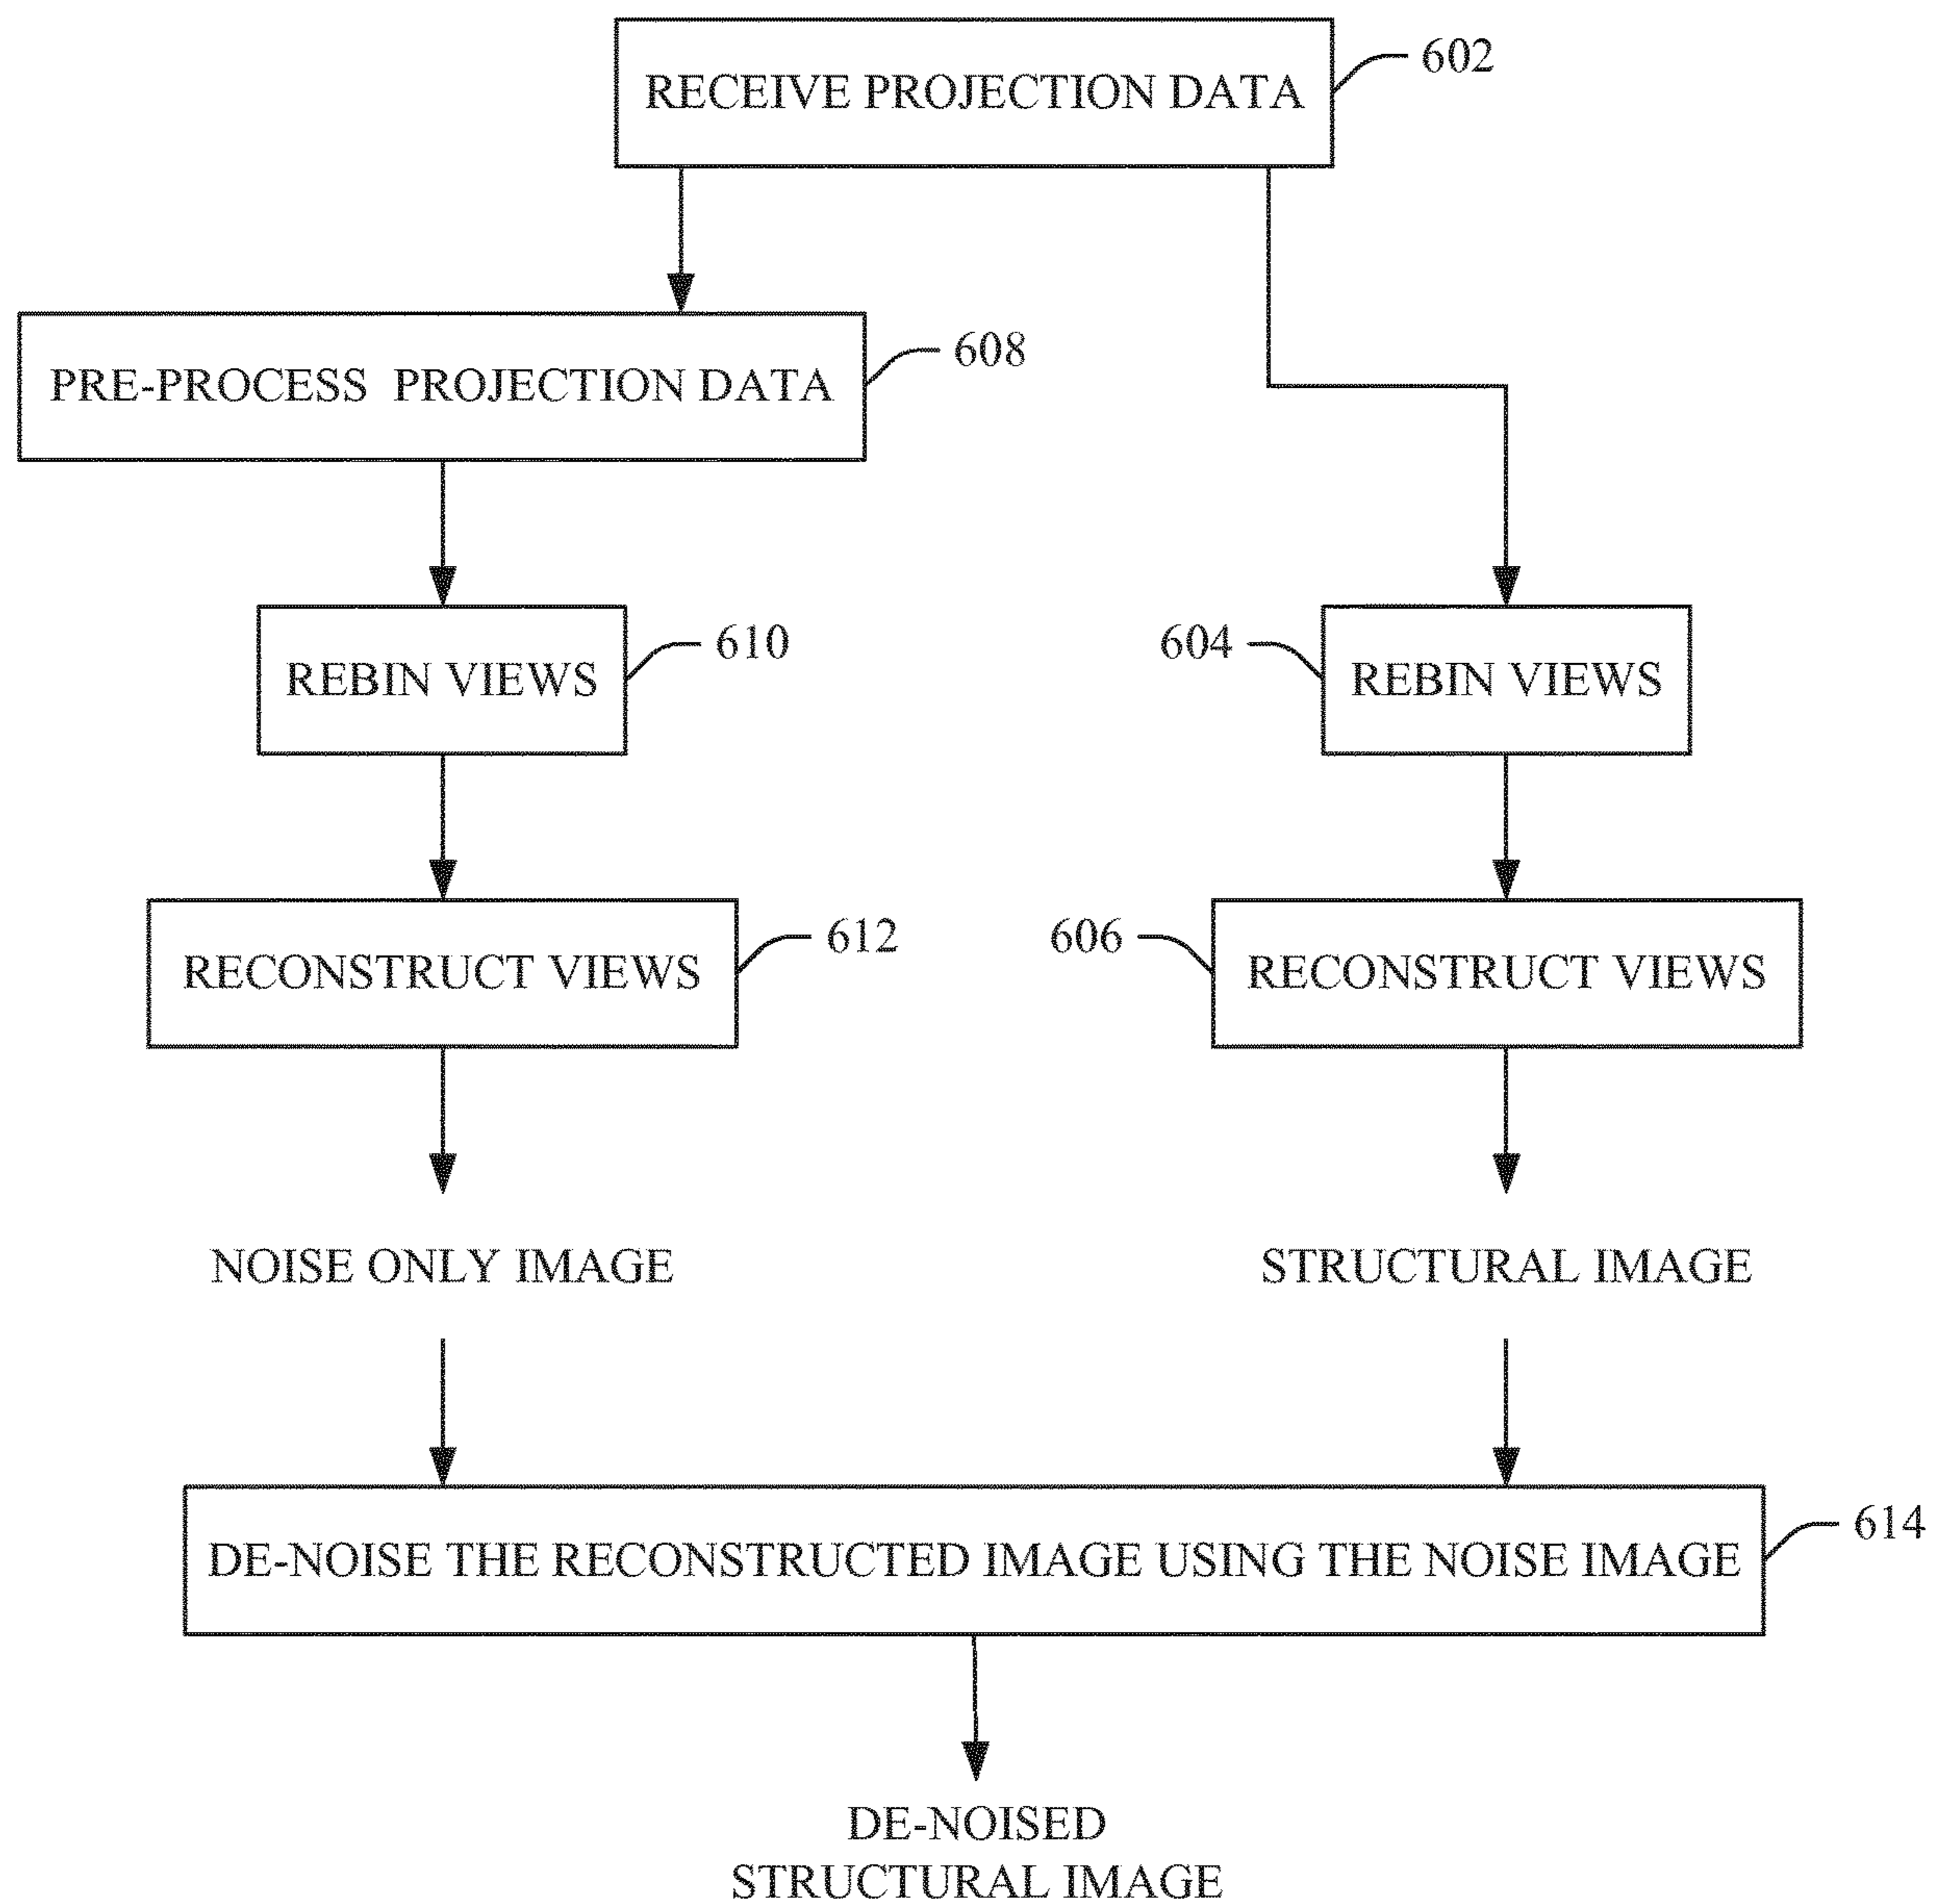 RECEIVE PROJECTION DATA
602
PRE-PROCESS PROJECTION DATA
608
REBIN VIEWS
610
604
REBIN VIEWS
RECONSTRUCT VIEWS
612
606
RECONSTRUCT VIEWS
NOISE ONLY IMAGE
STRUCTURAL IMAGE
DE-NOISE THE RECONSTRUCTED IMAGE USING THE NOISE IMAGE
614
DE-NOISED
STRUCTURAL IMAGE